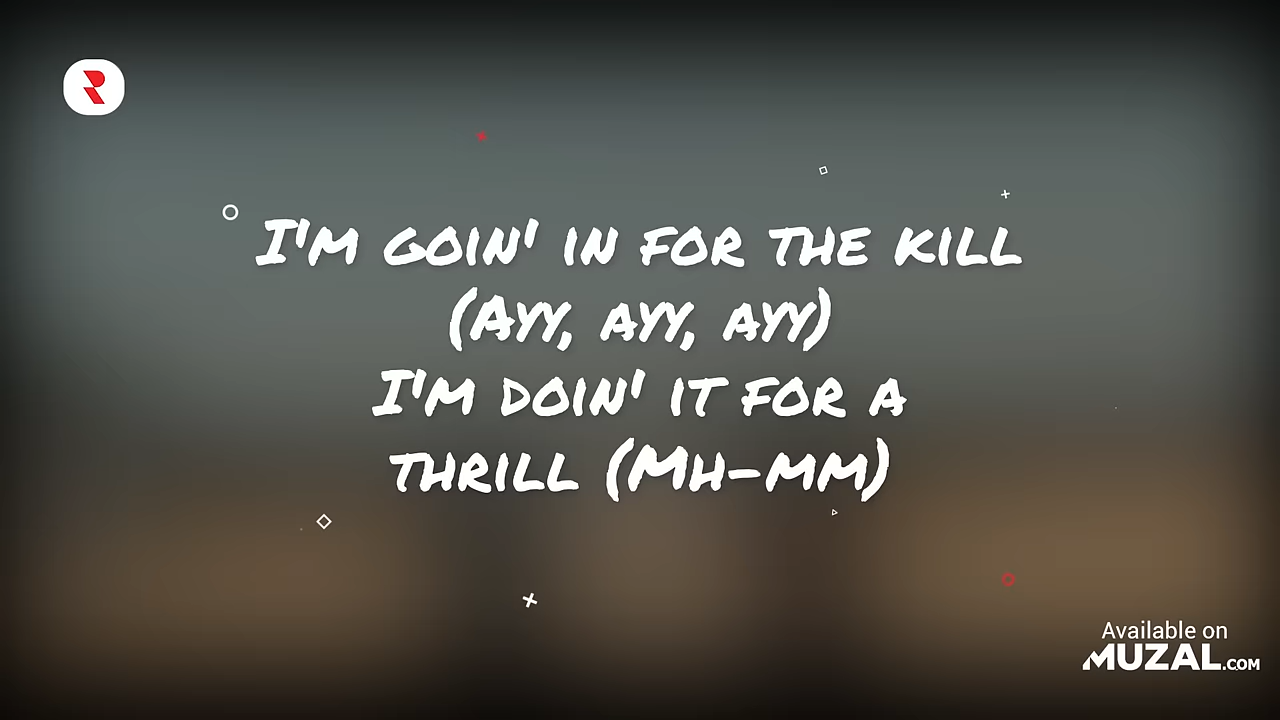 I'm goin' in for the kill
(Ayy, ayy, ayy)
I'm doin' it for a
thrill (Mh-mm)
Available on
MUZAL.COM